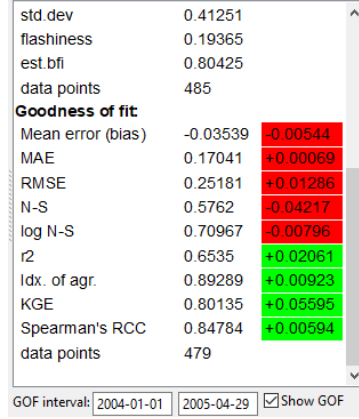 std.dev 0.41251
flashiness 0.19365
est.bfi 0.80425
data points 485
Goodness of fit:
Mean error (bias) -0.03539 -0.00544
MAE 0.17041 +0.00069
RMSE 0.25181 +0.01286
N-S 0.5762 -0.04217
log N-S 0.70967 -0.00796
r2 0.6535 +0.02061
Idx. of agr. 0.89289 +0.00923
KGE 0.80135 +0.05595
Spearman's RCC 0.84784 +0.00594
data points 479
GOF interval: 2004-01-01 2005-04-29 Show GOF